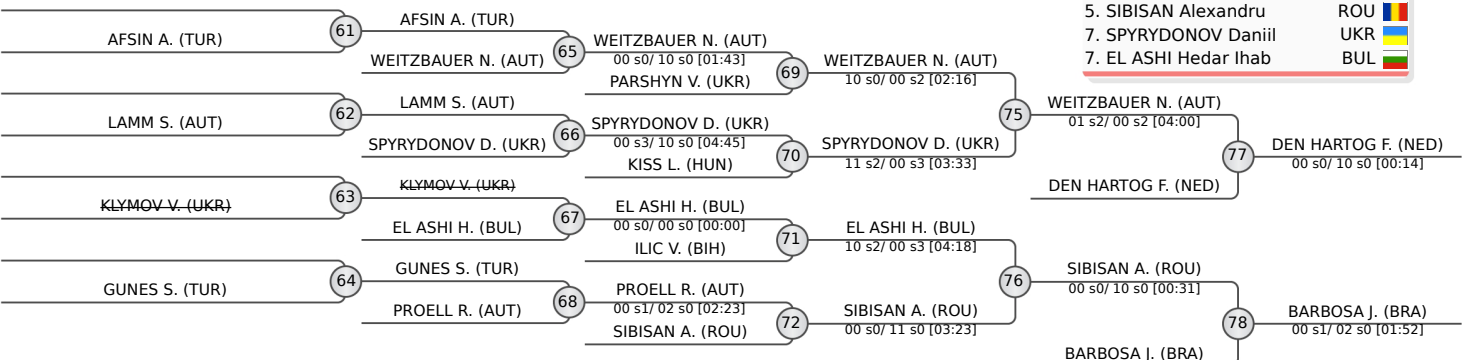 AFSIN A. (TUR)
61
LAMM S. (AUT)
62
KLYMOV V. (UKR)
63
GUNES S. (TUR)
64
AFSIN A. (TUR)
65
WEITZBAUER N. (AUT)
LAMM S. (AUT)
66
SPYRYDONOV D. (UKR)
KLYMOV V. (UKR)
67
EL ASHI H. (BUL)
GUNES S. (TUR)
68
PROELL R. (AUT)
WEITZBAUER N. (AUT)
00 s0/ 10 s0 [01:43]
69
PARSHYN V. (UKR)
SPYRYDONOV D. (UKR)
00 s3/ 10 s0 [04:45]
70
KISS L. (HUN)
EL ASHI H. (BUL)
00 s0/ 00 s0 [00:00]
71
ILIC V. (BIH)
PROELL R. (AUT)
00 s1/ 02 s0 [02:23]
72
SIBISAN A. (ROU)
WEITZBAUER N. (AUT)
10 s0/ 00 s2 [02:16]
75
SPYRYDONOV D. (UKR)
11 s2/ 00 s3 [03:33]
EL ASHI H. (BUL)
10 s2/ 00 s3 [04:18]
76
SIBISAN A. (ROU)
00 s0/ 11 s0 [03:23]
5. SIBISAN Alexandru ROU
7. SPYRYDONOV Daniil UKR
7. EL ASHI Hedar Ihab BUL
WEITZBAUER N. (AUT)
01 s2/ 00 s2 [04:00]
77
DEN HARTOG F. (NED)
SIBISAN A. (ROU)
00 s0/ 10 s0 [00:31]
78
BARBOSA J. (BRA)
DEN HARTOG F. (NED)
00 s0/ 10 s0 [00:14]
BARBOSA J. (BRA)
00 s1/ 02 s0 [01:52]